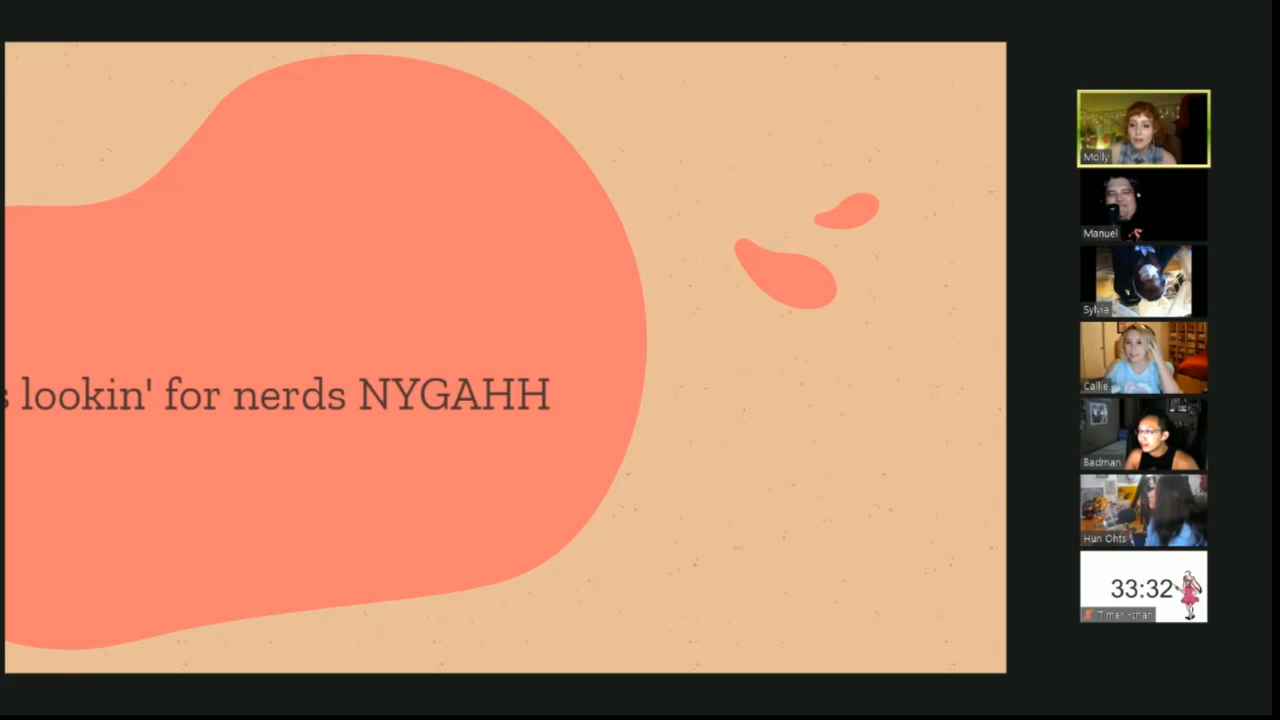 s lookin' for nerds NYGAHH
Molly
Manuel
Sylvia
Callie
Badman
Hun Ohts
33:32
Timer-chan